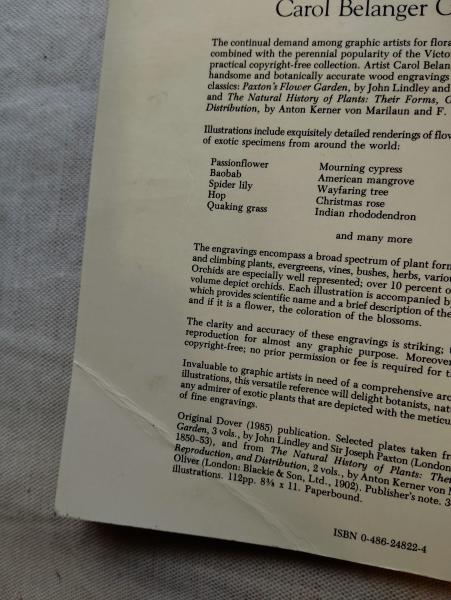 Carol Belanger
The continual demand among graphic artists for flora
combined with the perennial popularity of the Victo
practical copyright-free collection. Artist Carol Belan
handsome and botanically accurate wood engravings
classics: Paxton's Flower Garden, by John Lindley and
and The Natural History of Plants: Their Forms, G
Distribution, by Anton Kerner von Marilaun and F.
Illustrations include exquisitely detailed renderings of flow
of exotic specimens from around the world:
Passionflower Mourning cypress
Baobab American mangrove
Spider lily Wayfaring tree
Hop Christmas rose
Quaking grass Indian rhododendron
and many more
The engravings encompass a broad spectrum of plant form
and climbing plants, evergreens, vines, bushes, herbs, variou
Orchids are especially well represented; over 10 percent o
volume depict orchids. Each illustration is accompanied by
which provides scientific name and a brief description of the
and if it is a flower, the coloration of the blossoms.
The clarity and accuracy of these engravings is striking;
reproduction for almost any graphic purpose. Moreover
copyright-free; no prior permission or fee is required for t
Invaluable to graphic artists in need of a comprehensive arc
illustrations, this versatile reference will delight botanists, natu
any admirer of exotic plants that are depicted with the meticu
of fine engravings.
Original Dover (1985) publication. Selected plates taken fr
Garden, 3 vols., by John Lindley and Sir Joseph Paxton (London
1850–53), and from The Natural History of Plants: Thei
Reproduction, and Distribution, 2 vols., by Anton Kerner von M
Oliver (London: Blackie & Son, Ltd., 1902). Publisher's note. 3
illustrations. 112pp. 8⅜ x 11. Paperbound.
ISBN 0-486-24822-4